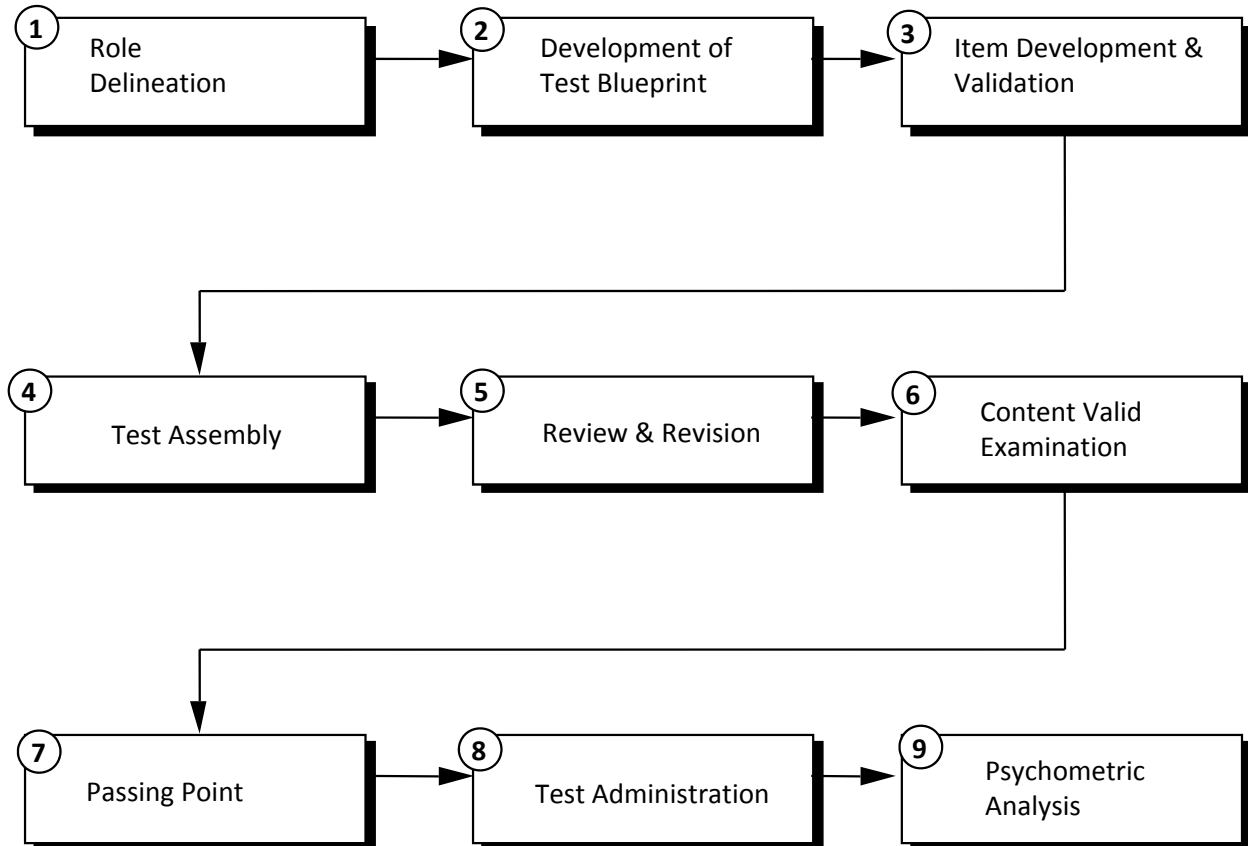 1
Role
Delineation
2
Development of
Test Blueprint
3
Item Development &
Validation
4
Test Assembly
5
Review & Revision
6
Content Valid
Examination
7
Passing Point
8
Test Administration
9
Psychometric
Analysis